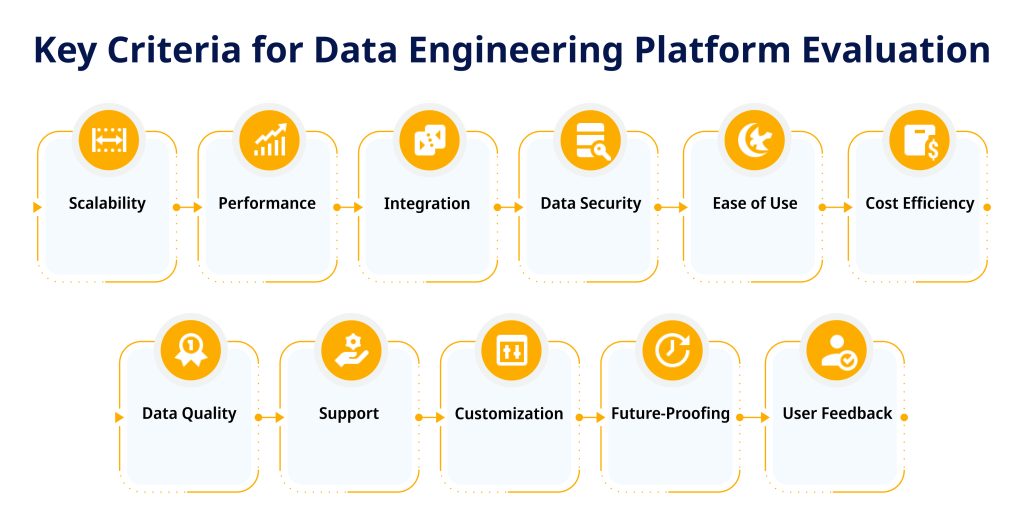 Key Criteria for Data Engineering Platform Evaluation
Scalability
Performance
Integration
Data Security
Ease of Use
Cost Efficiency
Data Quality
Support
Customization
Future-Proofing
User Feedback